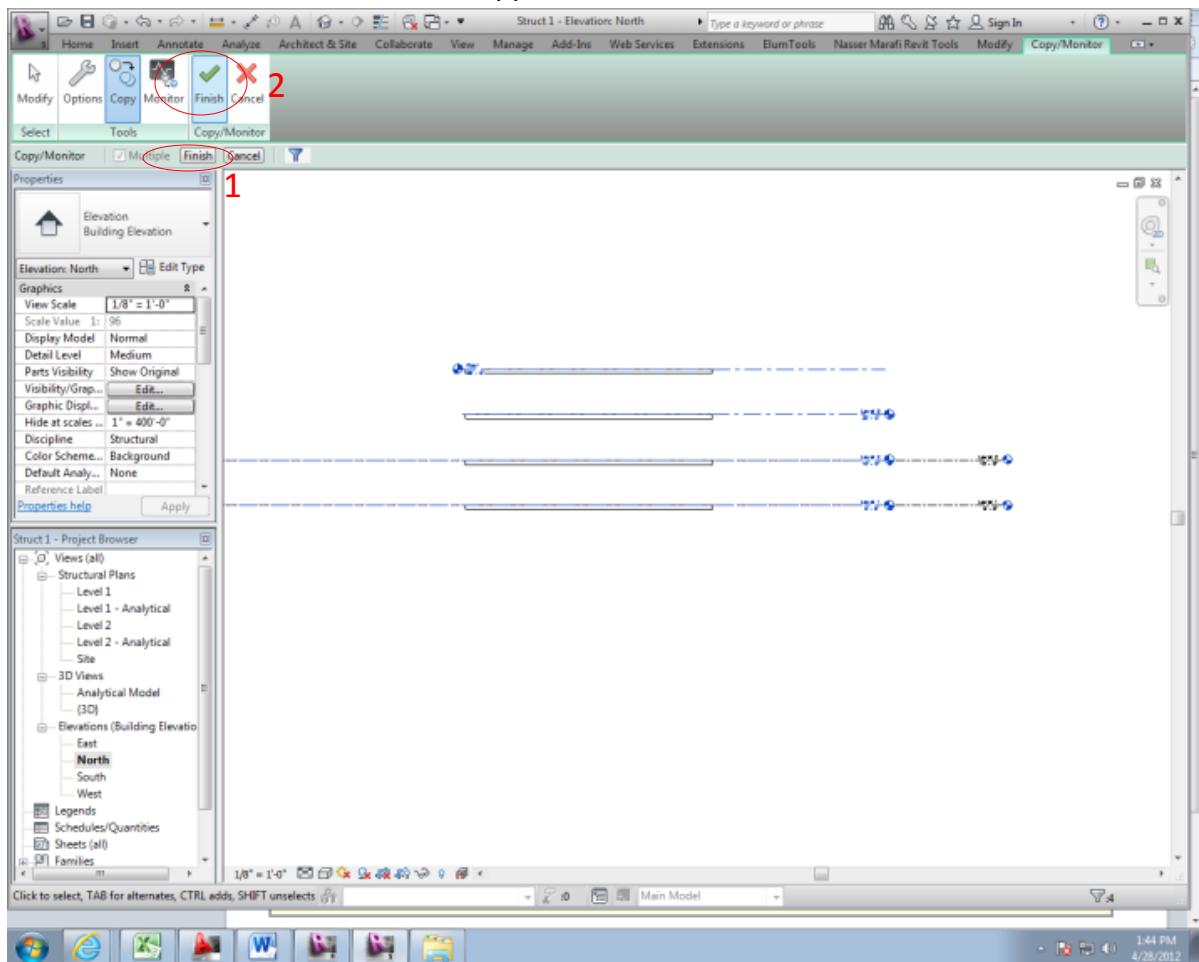 Struct 1 - Elevation: North Type a keyword or phrase Sign In
Home Insert Annotate Analyze Architect & Site Collaborate View Manage Add-Ins Web Services Extensions ElumTools Nasser Marafi Revit Tools Modify Copy/Monitor
Modify Options Copy Monitor Finish Cancel 2
Select Tools Copy/Monitor
Copy/Monitor Multiple Finish Cancel
1
Properties
Elevation
Building Elevation
Elevation: North Edit Type
Graphics
View Scale 1/8" = 1'-0"
Scale Value 1: 96
Display Model Normal
Detail Level Medium
Parts Visibility Show Original
Visibility/Grap... Edit...
Graphic Displ... Edit...
Hide at scales ... 1" = 400'-0"
Discipline Structural
Color Scheme... Background
Default Analy... None
Reference Label
Properties help Apply
Struct 1 - Project Browser
Views (all)
Structural Plans
Level 1
Level 1 - Analytical
Level 2
Level 2 - Analytical
Site
3D Views
Analytical Model
{3D}
Elevations (Building Elevatio
East
North
South
West
Legends
Schedules/Quantities
Sheets (all)
Families
1/8" = 1'-0"
Click to select, TAB for alternates, CTRL adds, SHIFT unselects :0 Main Model :4
1:44 PM
4/28/2012